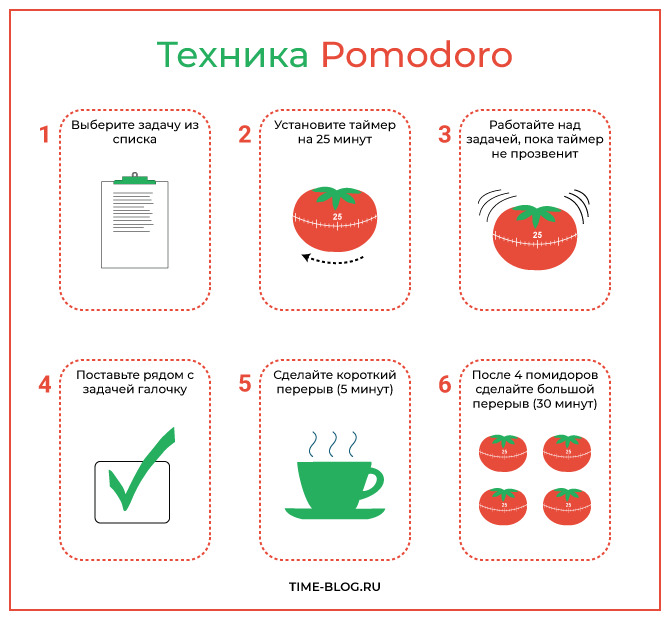 Техника Pomodoro
1
Выберите задачу из
списка
2
Установите таймер
на 25 минут
25
3
Работайте над
задачей, пока таймер
не прозвенит
25
4
Поставьте рядом с
задачей галочку
5
Сделайте короткий
перерыв (5 минут)
6
После 4 помидоров
сделайте большой
перерыв (30 минут)
25
25
25
25
TIME-BLOG.RU